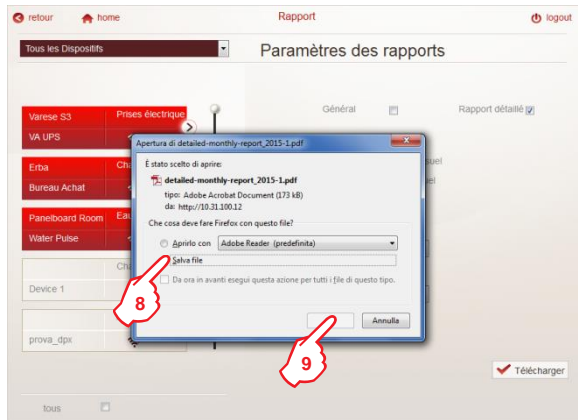 retour
home
Rapport
logout
Tous les Dispositifs
Paramètres des rapports
Général
Rapport détaillé
Varese S3
Prises électrique
VA UPS
Erba
Bureau Achat
Panelboard Room
Water Pulse
Device 1
prova_dpx
tous
Apertura di detailed-monthly-report_2015-1.pdf
È stato scelto di aprire:
detailed-monthly-report_2015-1.pdf
tipo: Adobe Acrobat Document (173 kB)
da: http://10.31.100.12
Che cosa deve fare Firefox con questo file?
Aprirlo con
Adobe Reader (predefinita)
Salva file
Da ora in avanti esegui questa azione per tutti i file di questo tipo.
Annulla
8
9
Télécharger